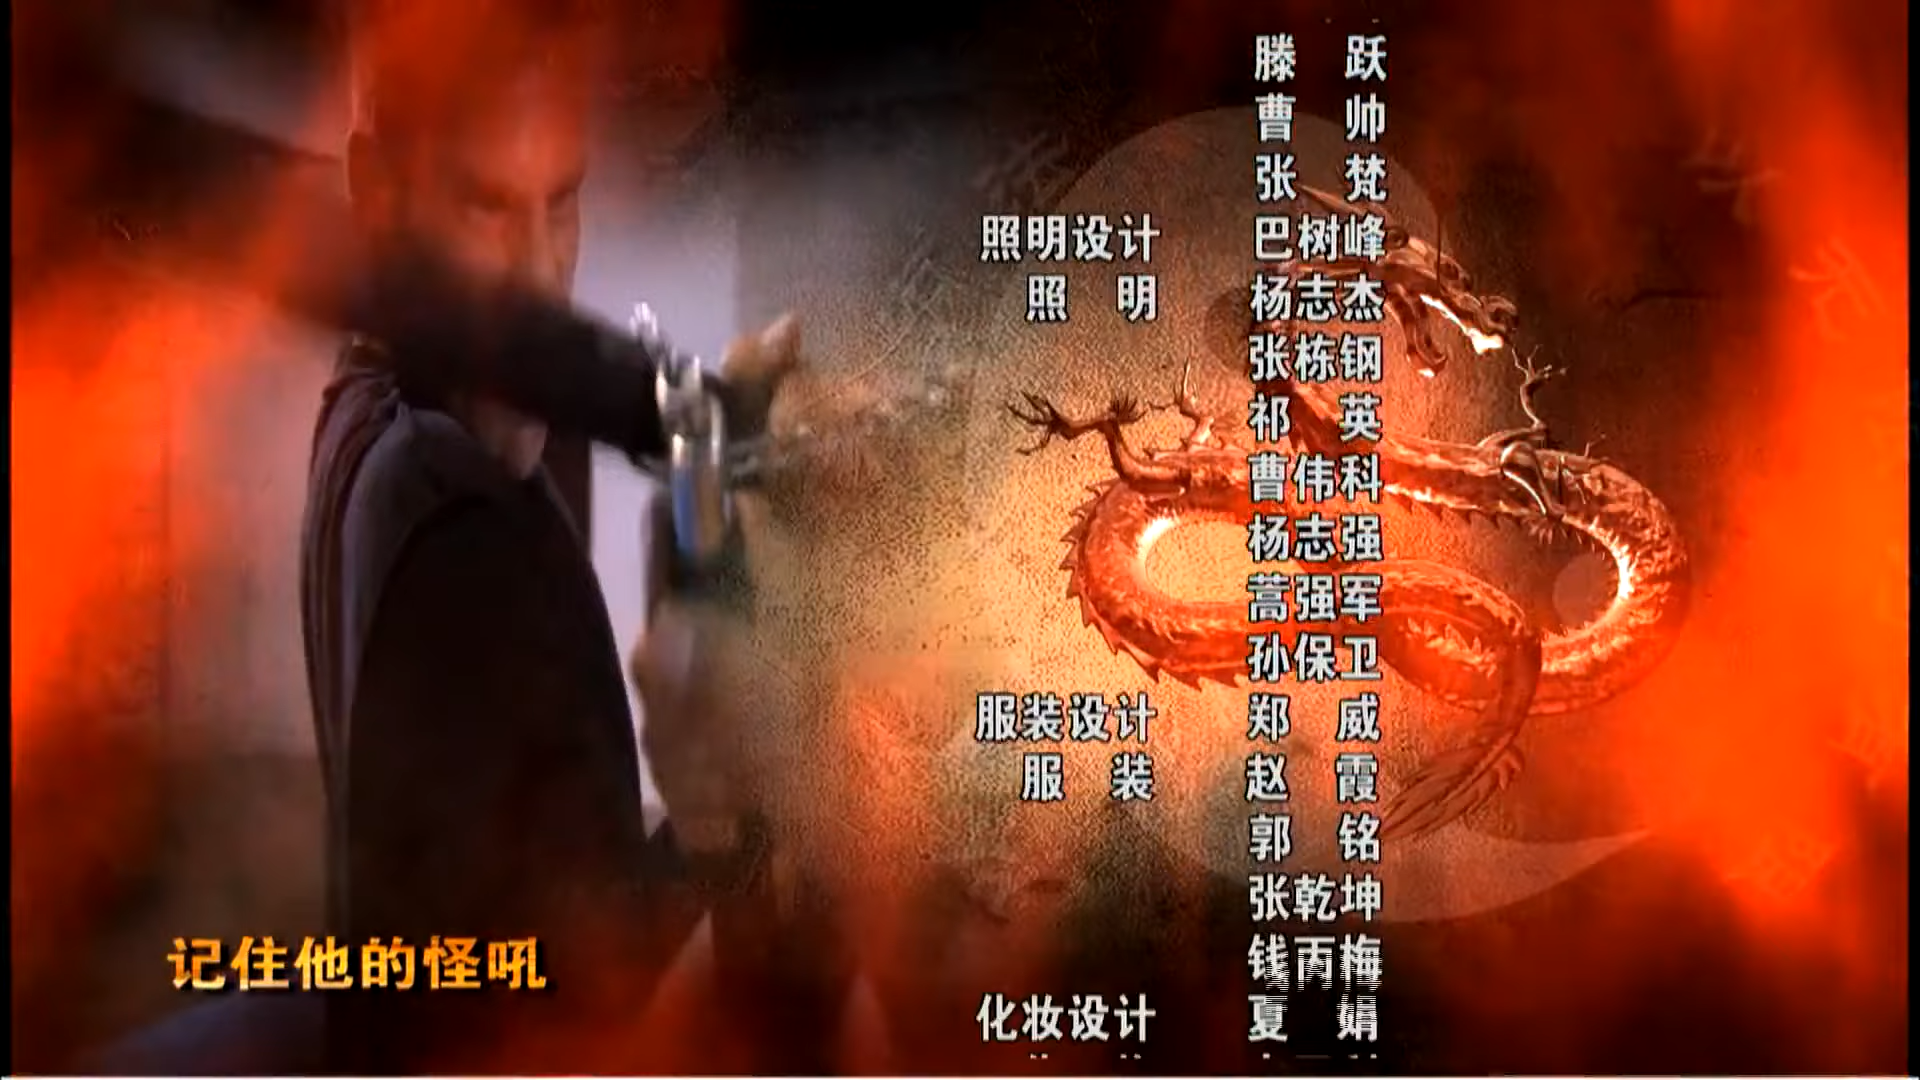 滕 跃
曹 帅
张 梵
照明设计 巴树峰
照 明 杨志杰
张栋钢
祁 英
曹伟科
杨志强
蒿强军
孙保卫
服装设计 郑 威
服 装 赵 霞
郭 铭
张乾坤
钱丙梅
化妆设计 夏 娟
记住他的怪吼